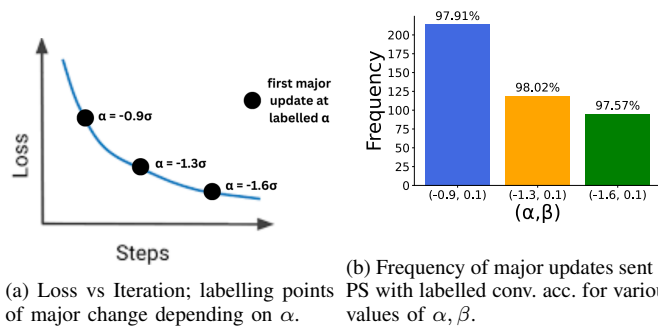 first major
update at
labelled α
α = -0.9σ
α = -1.3σ
α = -1.6σ
Loss
Steps
(a) Loss vs Iteration; labelling points
of major change depending on α.
97.91%
98.02%
97.57%
200
175
150
125
100
75
50
25
0
Frequency
(-0.9, 0.1) (-1.3, 0.1) (-1.6, 0.1)
(α,β)
(b) Frequency of major updates sent
PS with labelled conv. acc. for variou
values of α, β.